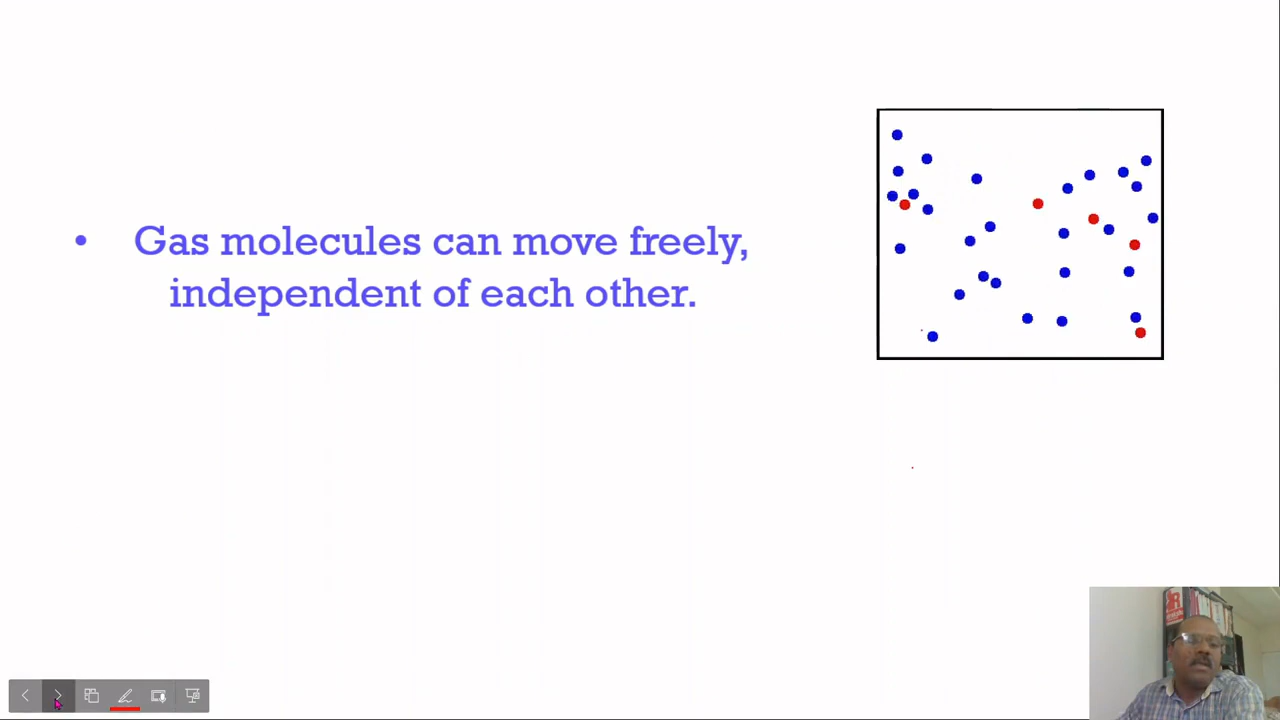 • Gas molecules can move freely,
independent of each other.